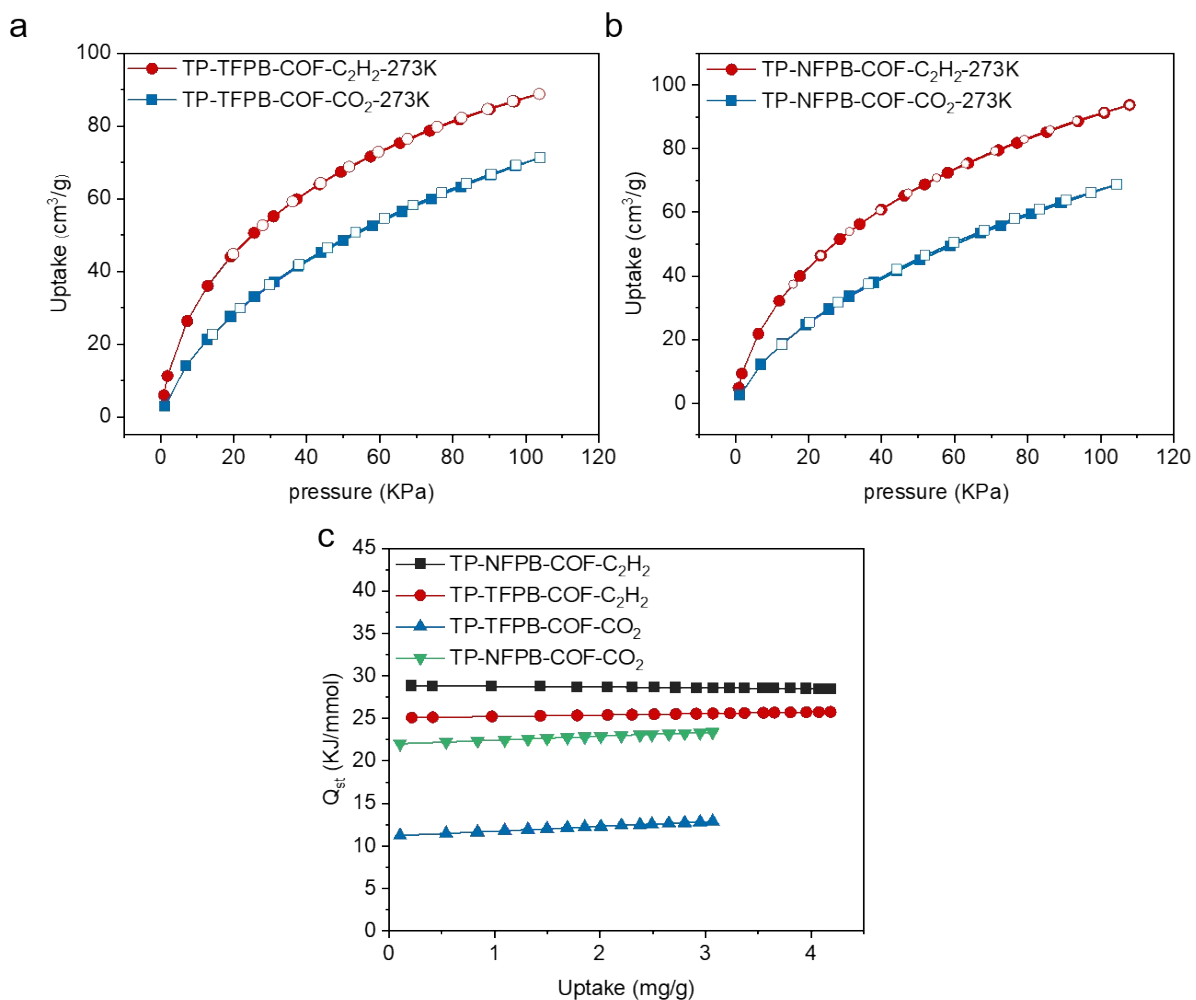 a
TP-TFPB-COF-C₂H₂-273K
TP-TFPB-COF-CO₂-273K
Uptake (cm³/g)
100
80
60
40
20
0
0 20 40 60 80 100 120
pressure (KPa)
b
TP-NFPB-COF-C₂H₂-273K
TP-NFPB-COF-CO₂-273K
Uptake (cm³/g)
100
80
60
40
20
0
0 20 40 60 80 100 120
pressure (KPa)
c
TP-NFPB-COF-C₂H₂
TP-TFPB-COF-C₂H₂
TP-TFPB-COF-CO₂
TP-NFPB-COF-CO₂
Qst (KJ/mmol)
45
40
35
30
25
20
15
10
5
0
0 1 2 3 4
Uptake (mg/g)